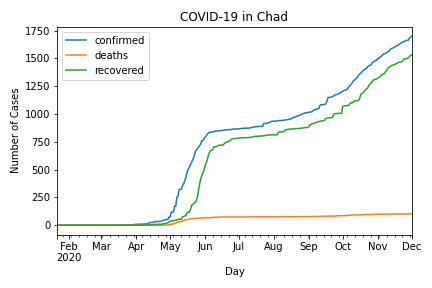 COVID-19 in Chad
1750
1500
1250
1000
750
500
250
0
Number of Cases
confirmed
deaths
recovered
Feb Mar Apr May Jun Jul Aug Sep Oct Nov Dec
2020
Day